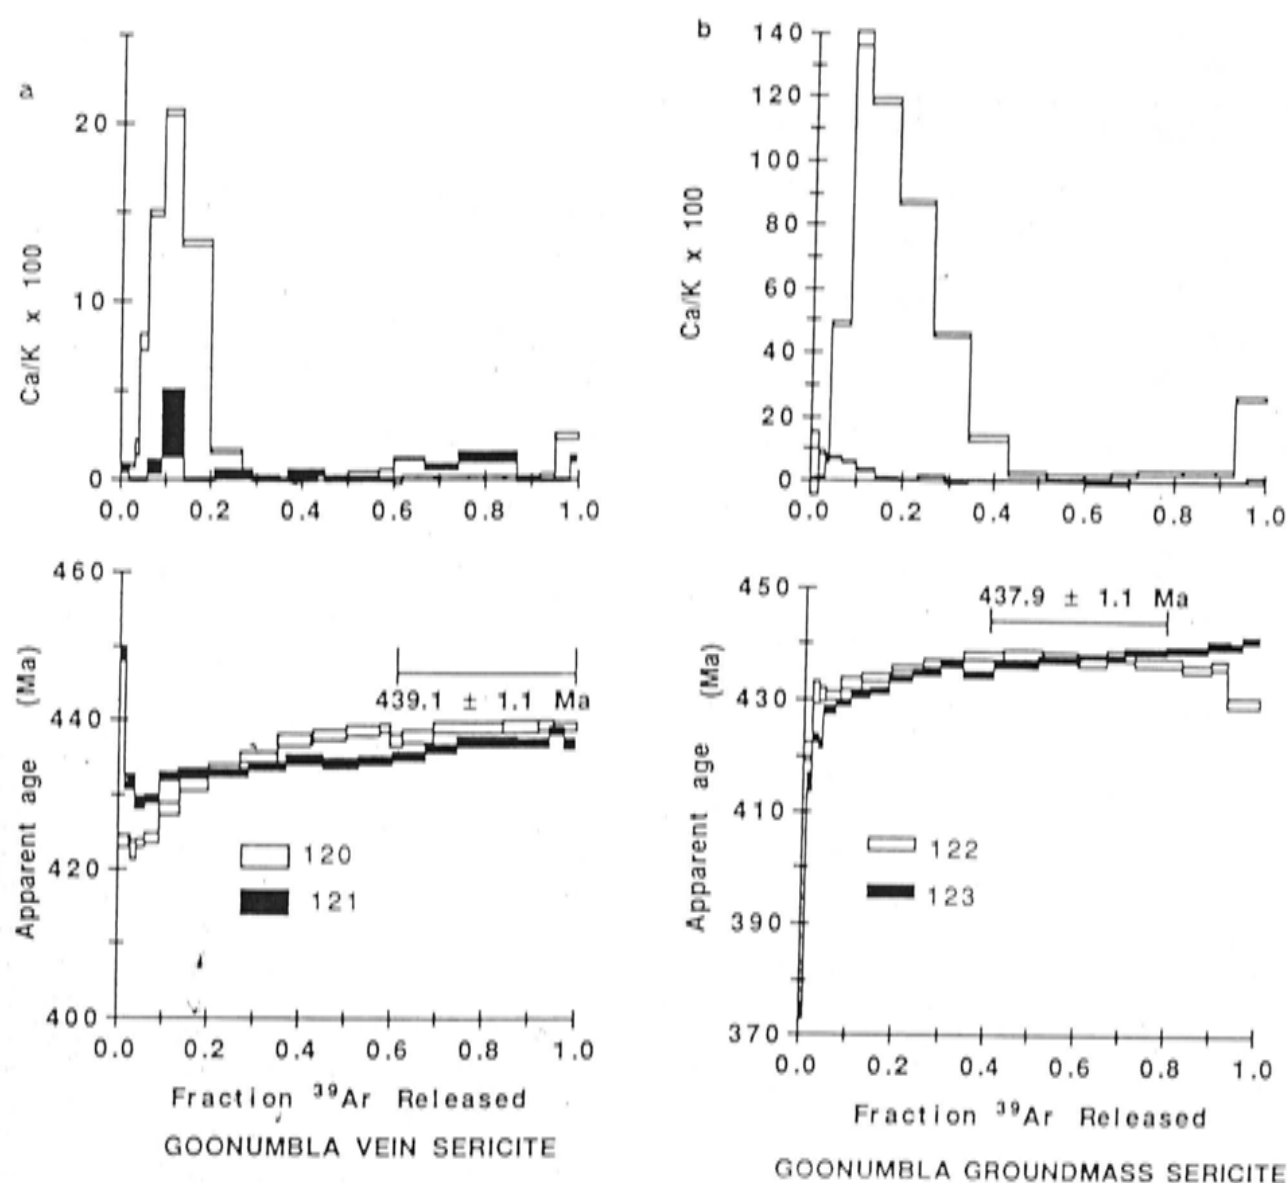 a
Ca/K x 100
20
10
0
0.0 0.2 0.4 0.6 0.8 1.0
b
Ca/K x 100
140
120
100
80
60
40
20
0
0.0 0.2 0.4 0.6 0.8 1.0
Apparent age (Ma)
460
440
420
400
439.1 ± 1.1 Ma
120
121
0.0 0.2 0.4 0.6 0.8 1.0
Fraction ³⁹Ar Released
GOONUMBLA VEIN SERICITE
Apparent age (Ma)
450
430
410
390
370
437.9 ± 1.1 Ma
122
123
0.0 0.2 0.4 0.6 0.8 1.0
Fraction ³⁹Ar Released
GOONUMBLA GROUNDMASS SERICITE